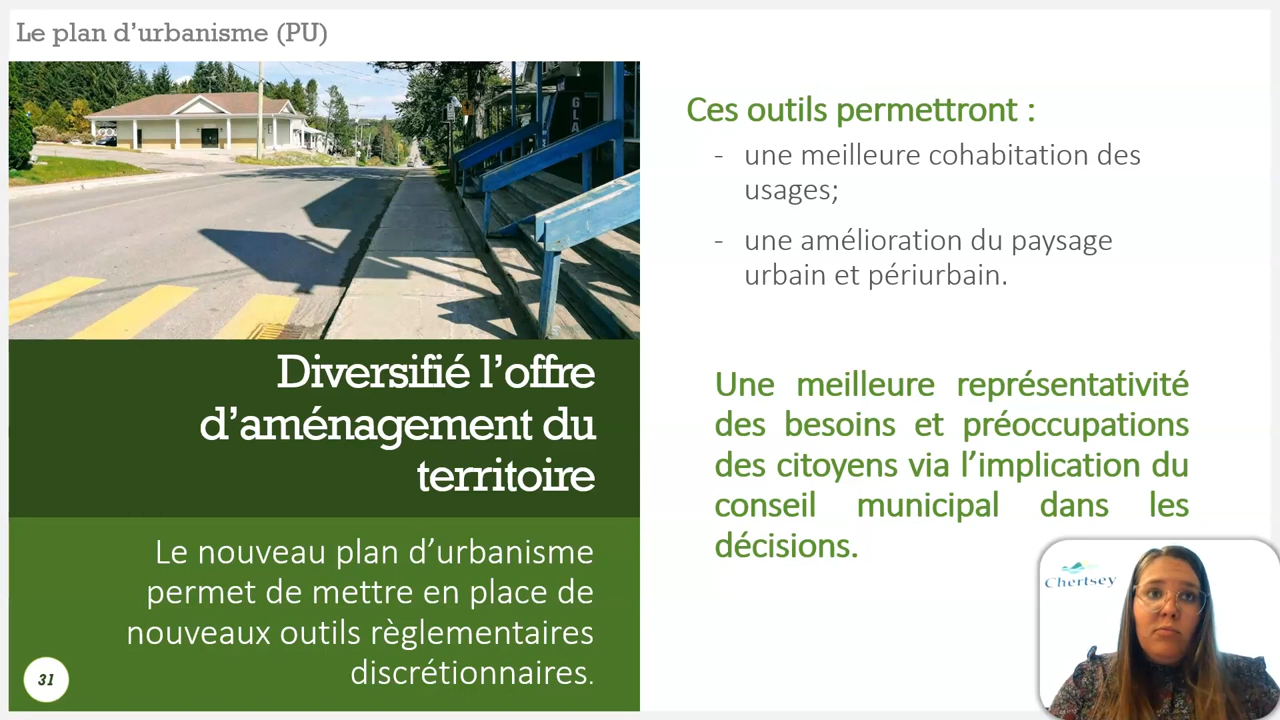 Le plan d’urbanisme (PU)
GLA
Diversifié l’offre
d’aménagement du
territoire
Le nouveau plan d’urbanisme
permet de mettre en place de
nouveaux outils règlementaires
discrétionnaires.
31
Ces outils permettront :
- une meilleure cohabitation des
usages;
- une amélioration du paysage
urbain et périurbain.
Une meilleure représentativité
des besoins et préoccupations
des citoyens via l’implication du
conseil municipal dans les
décisions.
Chertsey